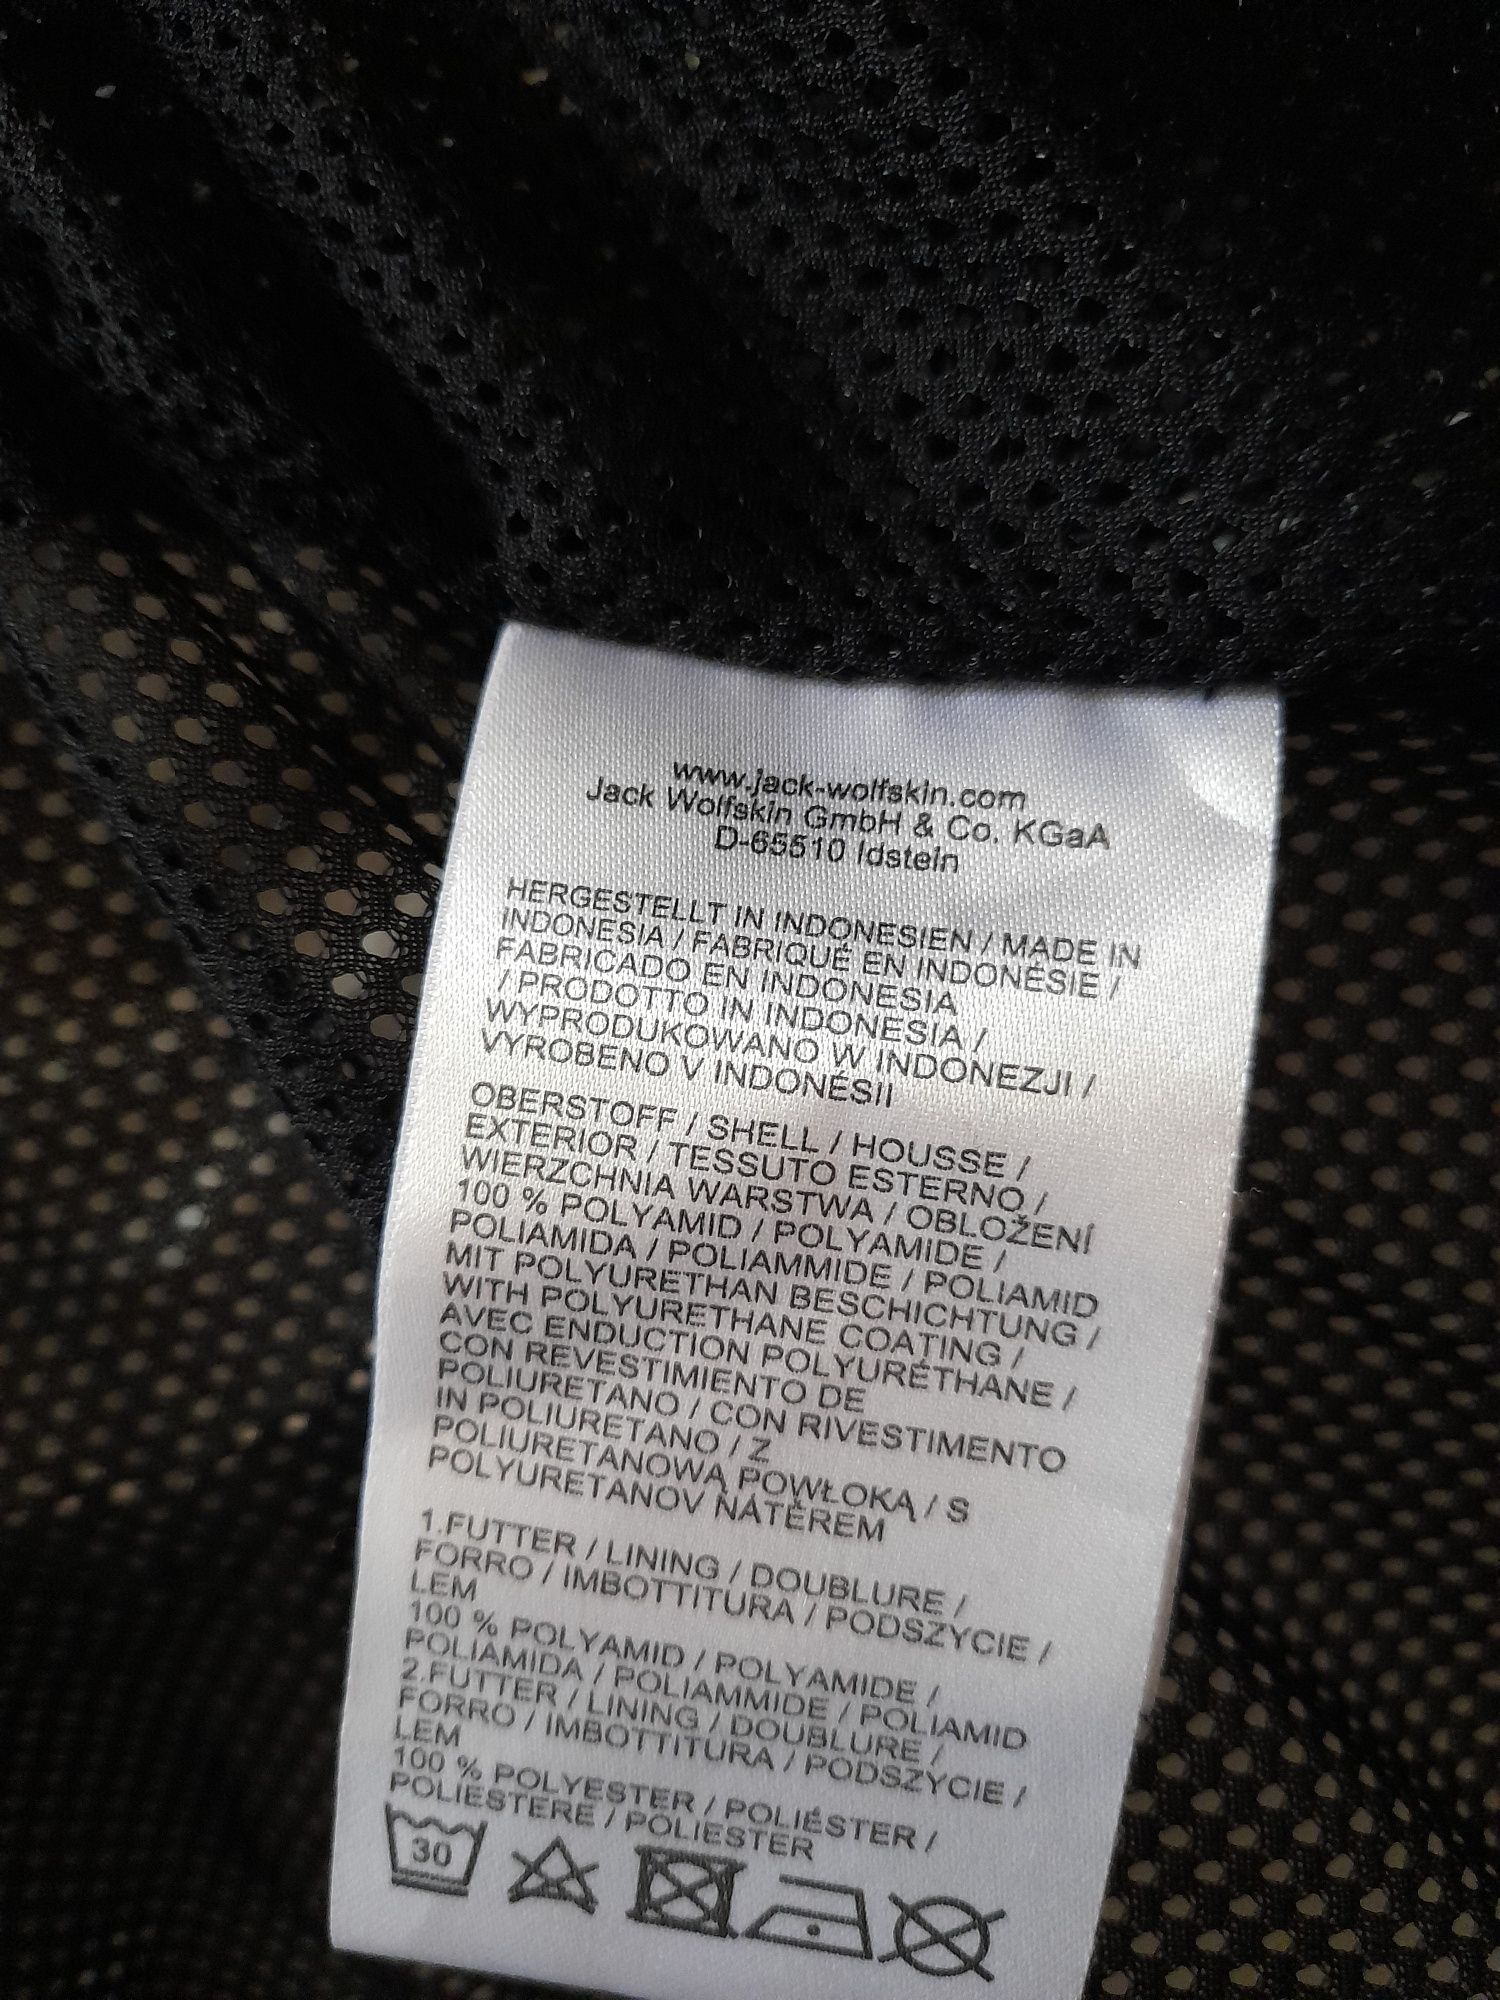 www.jack-wolfskin.com
Jack Wolfskin GmbH & Co. KGaA
D-65510 Idstein
HERGESTELLT IN INDONESIEN / MADE IN
INDONESIA / FABRIQUÉ EN INDONÉSIE /
FABRICADO EN INDONESIA
/ PRODOTTO IN INDONESIA /
WYPRODUKOWANO W INDONEZJI /
VYROBENO V INDONÉSII
OBERSTOFF / SHELL / HOUSSE /
EXTERIOR / TESSUTO ESTERNO /
WIERZCHNIA WARSTWA / OBLOŽENÍ
100 % POLYAMID / POLYAMIDE /
POLIAMIDA / POLIAMMIDE / POLIAMID
MIT POLYURETHAN BESCHICHTUNG /
WITH POLYURETHANE COATING /
AVEC ENDUCTION POLYURÉTHANE /
CON REVESTIMIENTO DE
POLIURETANO / CON RIVESTIMENTO
IN POLIURETANO / Z
POLIURETANOWĄ POWŁOKĄ / S
POLYURETANOV NÁTĚREM
1.FUTTER / LINING / DOUBLURE /
FORRO / IMBOTTITURA / PODSZYCIE /
LEM
100 % POLYAMID / POLYAMIDE /
POLIAMIDA / POLIAMMIDE / POLIAMID
2.FUTTER / LINING / DOUBLURE /
FORRO / IMBOTTITURA / PODSZYCIE /
LEM
100 % POLYESTER / POLIÉSTER /
POLIESTERE / POLIESTER
30